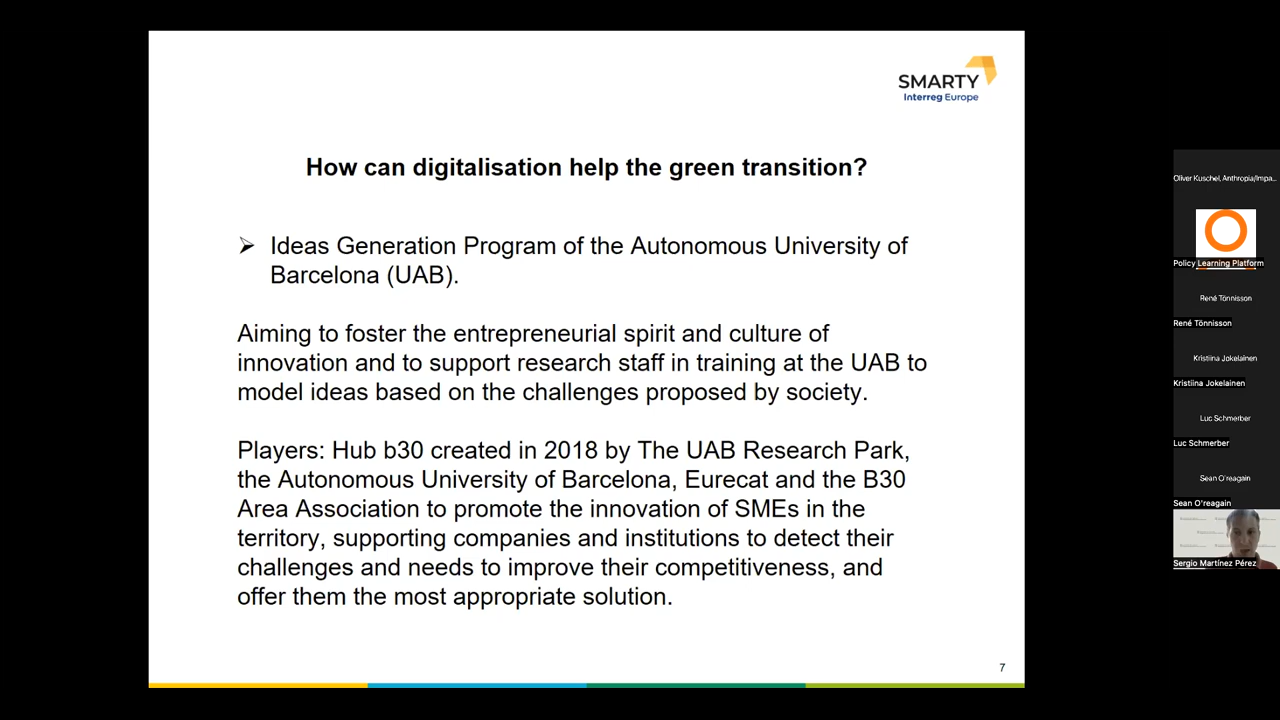 SMARTY
Interreg Europe
How can digitalisation help the green transition?
➢ Ideas Generation Program of the Autonomous University of
Barcelona (UAB).
Aiming to foster the entrepreneurial spirit and culture of
innovation and to support research staff in training at the UAB to
model ideas based on the challenges proposed by society.
Players: Hub b30 created in 2018 by The UAB Research Park,
the Autonomous University of Barcelona, Eurecat and the B30
Area Association to promote the innovation of SMEs in the
territory, supporting companies and institutions to detect their
challenges and needs to improve their competitiveness, and
offer them the most appropriate solution.
7
Oliver Kuschel, Anthropia/Impa...
Policy Learning Platform
René Tönnisson
René Tönnisson
Kristiina Jokelainen
Kristiina Jokelainen
Luc Schmerber
Luc Schmerber
Sean O'reagain
Sean O'reagain
Sergio Martínez Pérez